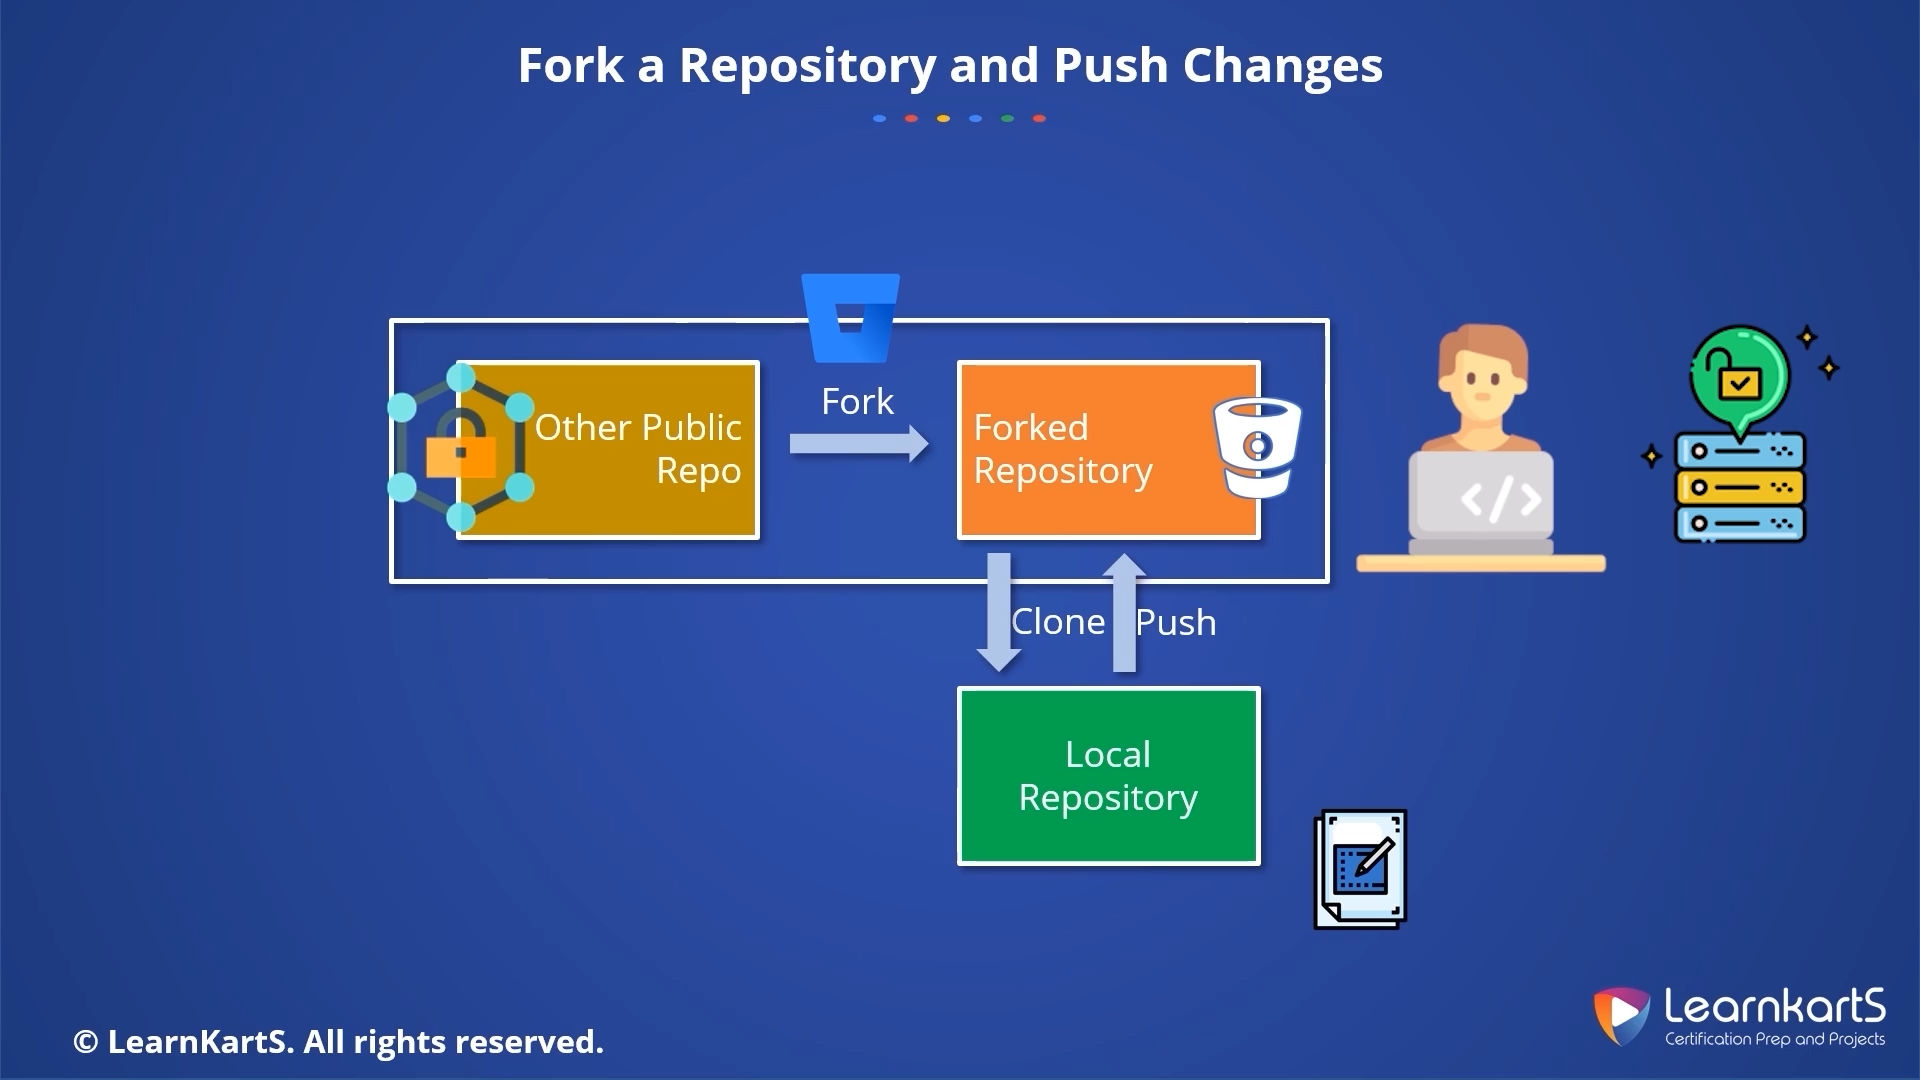 Fork a Repository and Push Changes
Fork
Other Public
Repo
Forked
Repository
Clone
Push
Local
Repository
</>
© LearnKartS. All rights reserved.
LearnkartS
Certification Prep and Projects